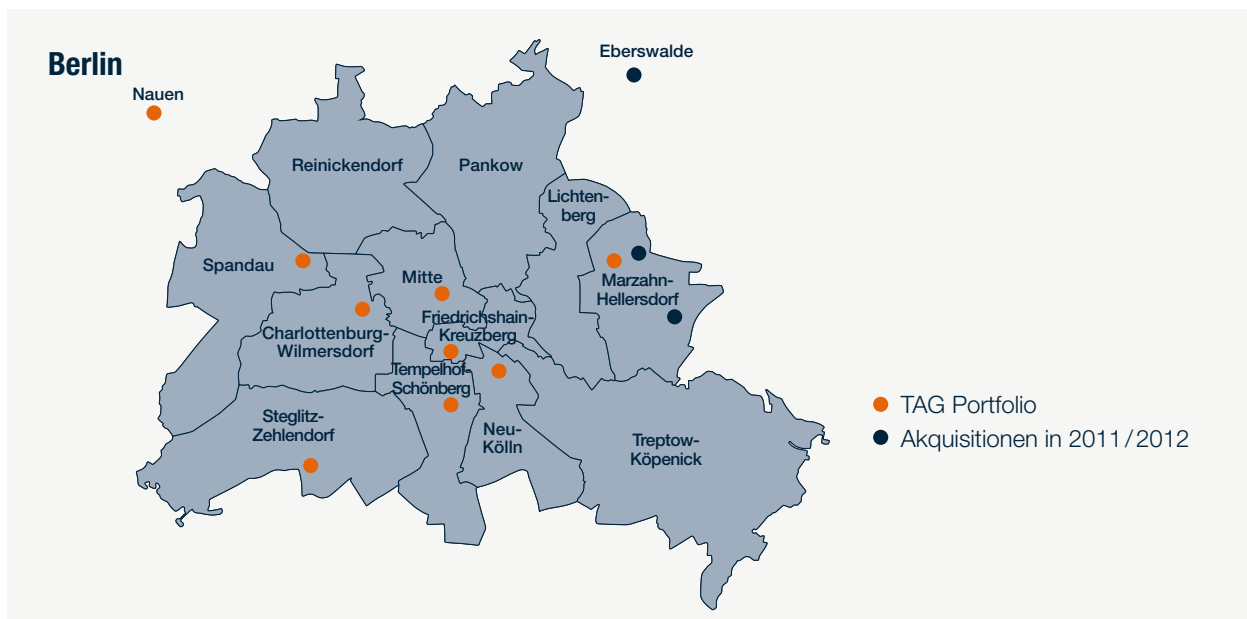 Berlin
Eberswalde
Nauen
Reinickendorf
Pankow
Lichten-
berg
Spandau
Mitte
Marzahn-
Hellersdorf
Friedrichshain-
Kreuzberg
Charlottenburg-
Wilmersdorf
Tempelhof-
Schönberg
Steglitz-
Zehlendorf
Neu-
Kölln
Treptow-
Köpenick
TAG Portfolio
Akquisitionen in 2011/2012